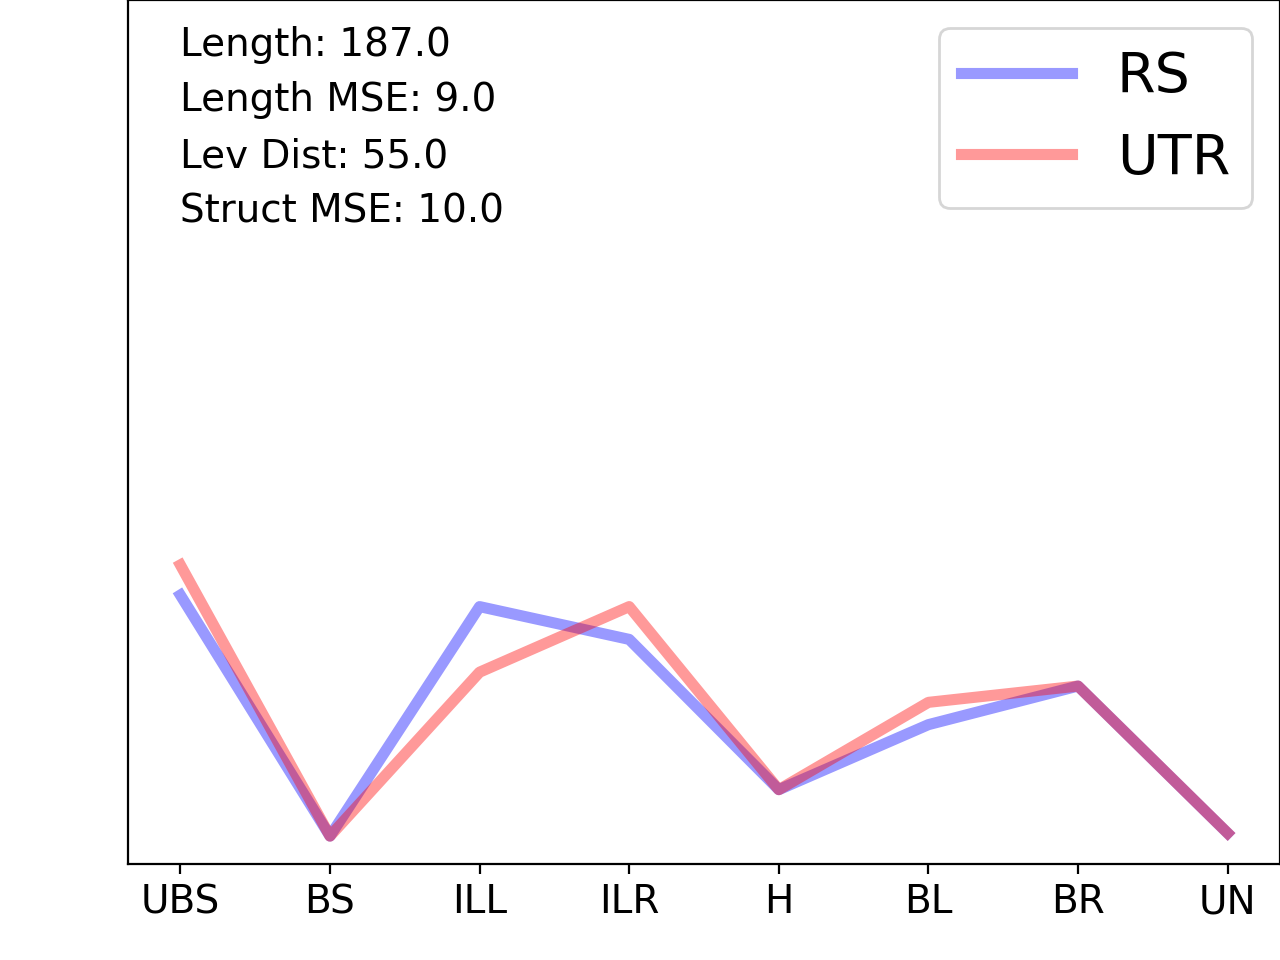 Length: 187.0
Length MSE: 9.0
Lev Dist: 55.0
Struct MSE: 10.0
RS
UTR
UBS BS ILL ILR H BL BR UN